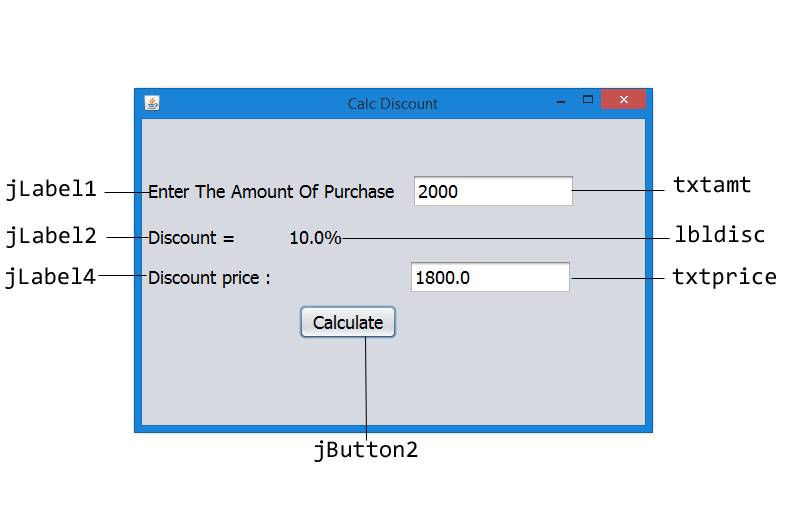 Calc Discount
jLabel1 Enter The Amount Of Purchase 2000 txtamt
jLabel2 Discount = 10.0% lbldisc
jLabel4 Discount price : 1800.0 txtprice
Calculate
jButton2